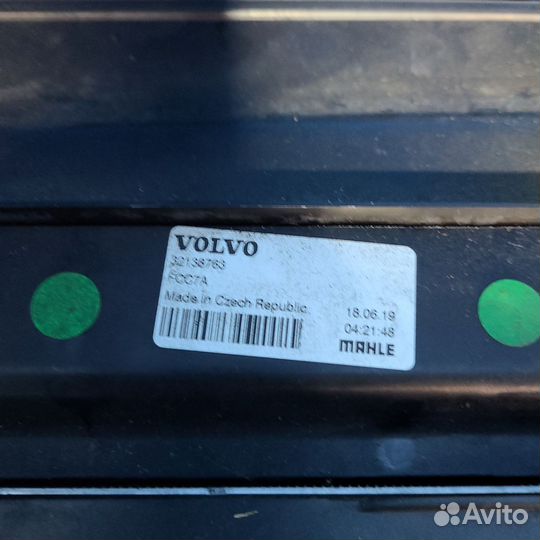 VOLVO
32138763
FCC7A
Made in Czech Republic
18.06.19
04:21:48
MAHLE
Avito